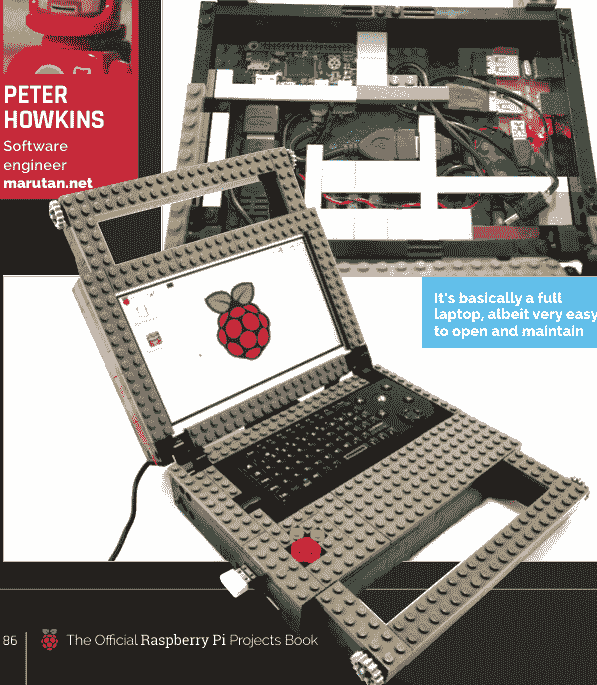 PETER
HOWKINS
Software
engineer
marutan.net
It's basically a full
laptop, albeit very easy
to open and maintain
86
The Official Raspberry Pi Projects Book